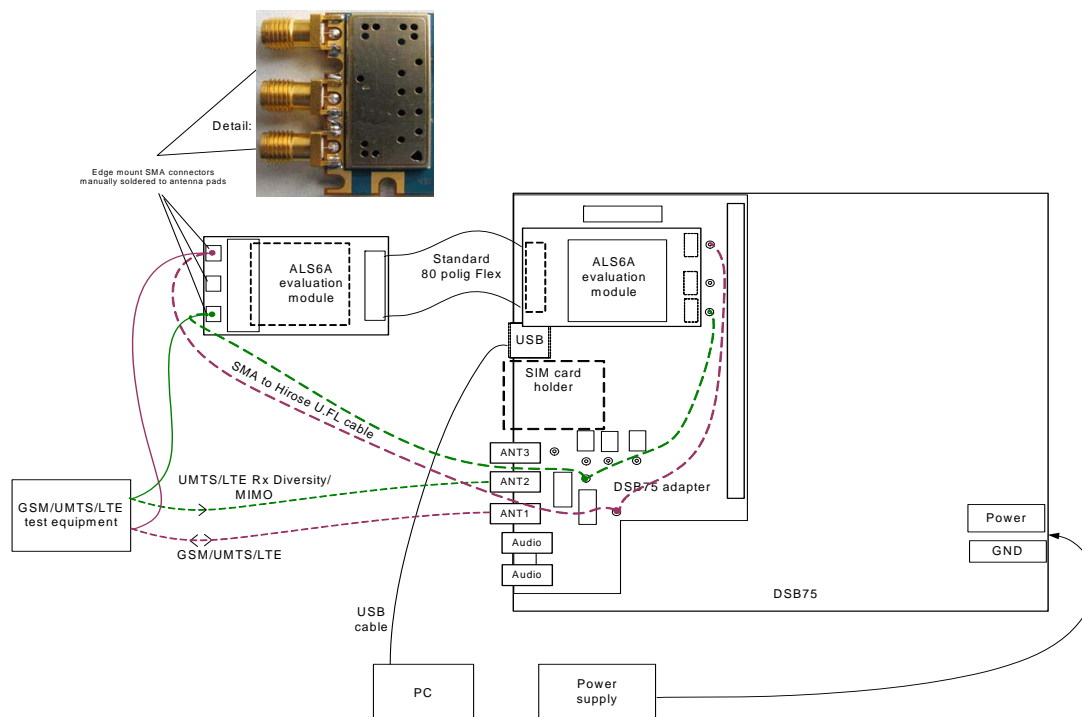 Detail:
Edge mount SMA connectors
manually soldered to antenna pads
ALS6A
evaluation
module
Standard
80 polig Flex
ALS6A
evaluation
module
USB
SIM card
holder
SMA to Hirose U.FL cable
ANT3
ANT2
ANT1
DSB75 adapter
UMTS/LTE Rx Diversity/
MIMO
GSM/UMTS/LTE
test equipment
GSM/UMTS/LTE
Audio
Audio
Power
GND
DSB75
USB
cable
PC
Power
supply